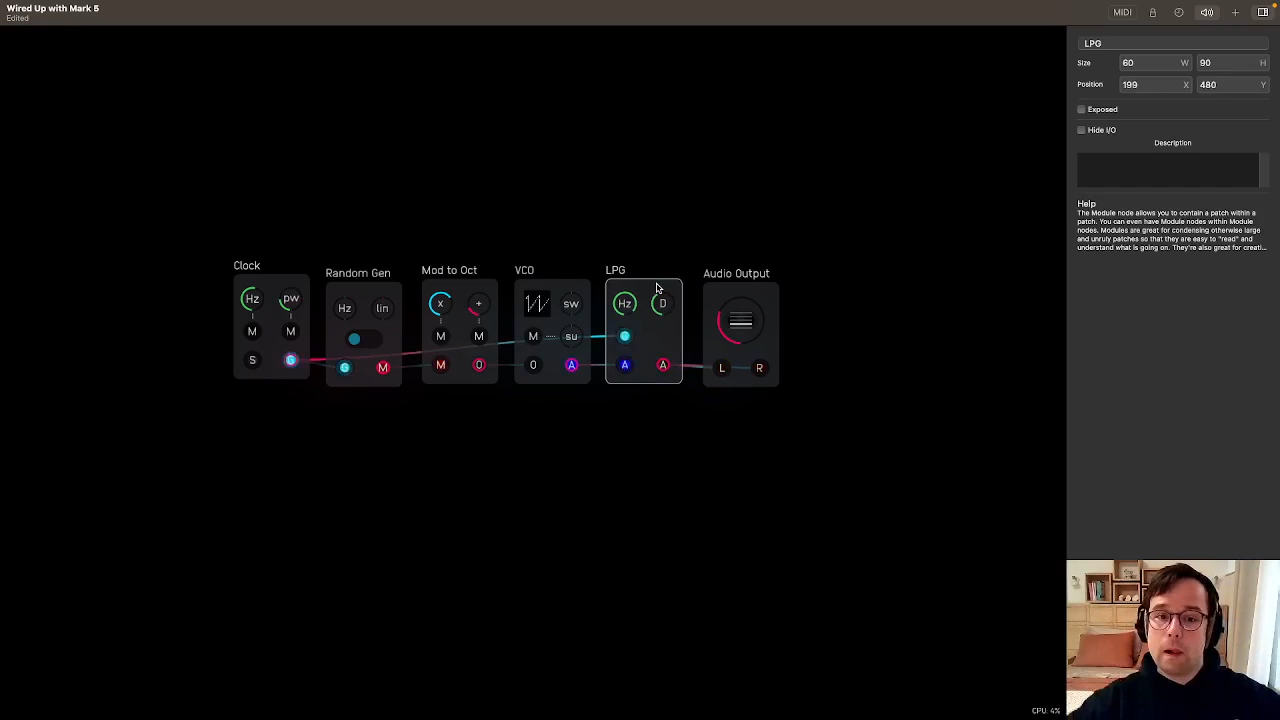 Wired Up with Mark 5
Edited
MIDI
LPG
Size 60 W 90 H
Position 199 X 480 Y
Exposed
Hide I/O
Description
Help
The Module node allows you to contain a patch within a
patch. You can even have Module nodes within Module
nodes. Modules are great for condensing otherwise large
and unruly patches so that they are easy to "read" and
understand what is going on. They're also great for creati...
Clock
Hz pw
M M
S G
Random Gen
Hz lin
G M
Mod to Oct
x +
M M
M O
VCO
sw
M su
O A
LPG
Hz D
A A
Audio Output
L R
CPU: 4%